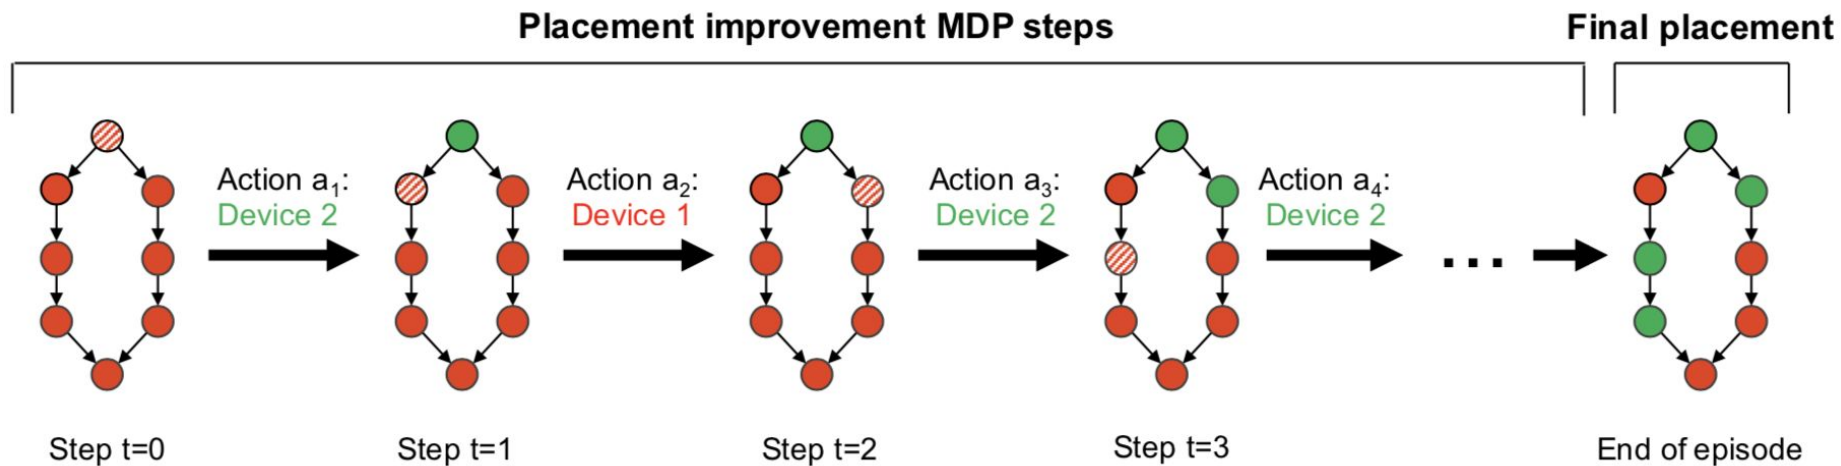 Placement improvement MDP steps
Final placement
Action a₁:
Device 2
Action a₂:
Device 1
Action a₃:
Device 2
Action a₄:
Device 2
...
Step t=0
Step t=1
Step t=2
Step t=3
End of episode